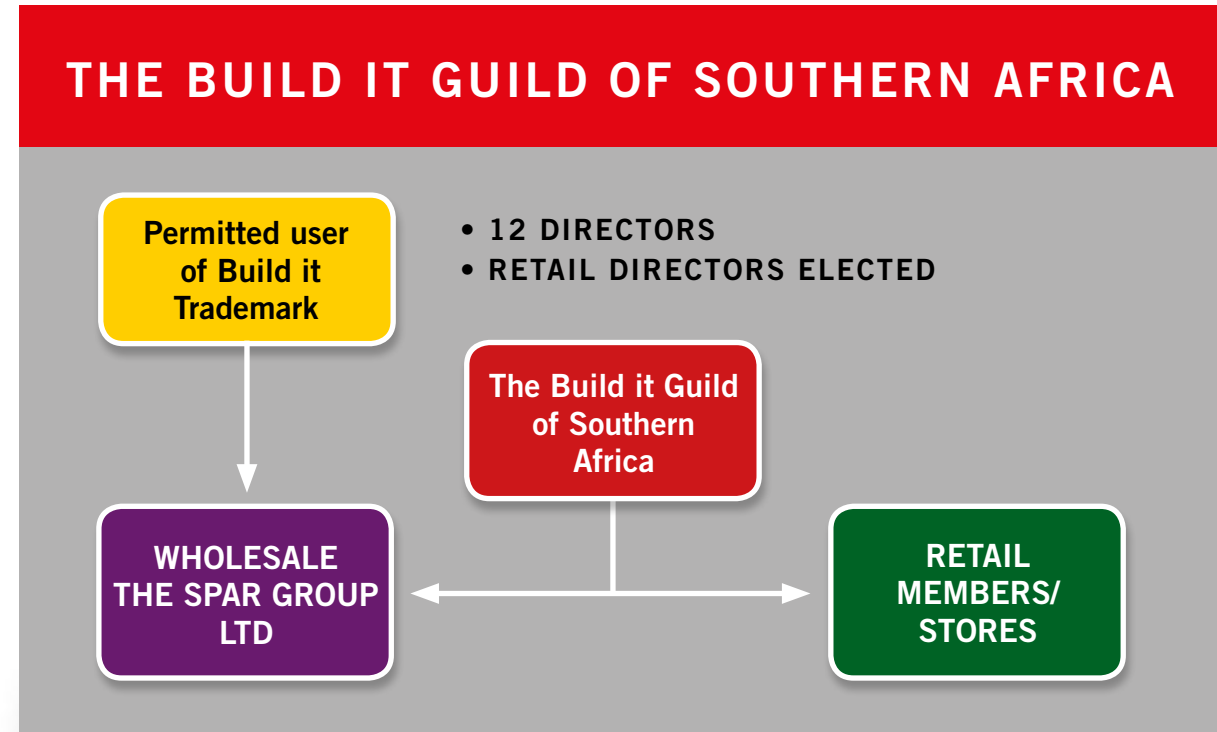 THE BUILD IT GUILD OF SOUTHERN AFRICA
Permitted user
of Build it
Trademark
• 12 DIRECTORS
• RETAIL DIRECTORS ELECTED
The Build it Guild
of Southern
Africa
WHOLESALE
THE SPAR GROUP
LTD
RETAIL
MEMBERS/
STORES